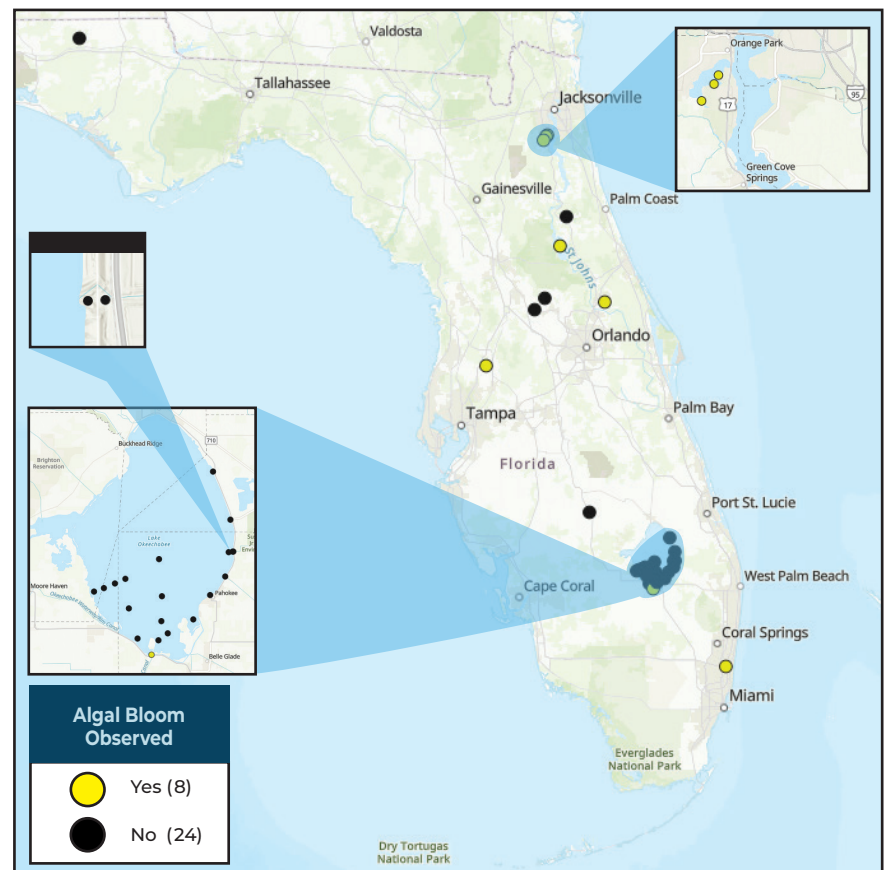 Valdosta
Tallahassee
Jacksonville
Orange Park
95
17
Green Cove
Springs
Gainesville
Palm Coast
St Johns
Orlando
Tampa
Palm Bay
Florida
Port St. Lucie
Cape Coral
West Palm Beach
Coral Springs
Miami
Everglades
National Park
Dry Tortugas
National Park
Buckhead Ridge
710
Brighton
Reservation
Lake
Okeechobee
Moore Haven
Pahokee
Belle Glade
Algal Bloom
Observed
Yes (8)
No (24)